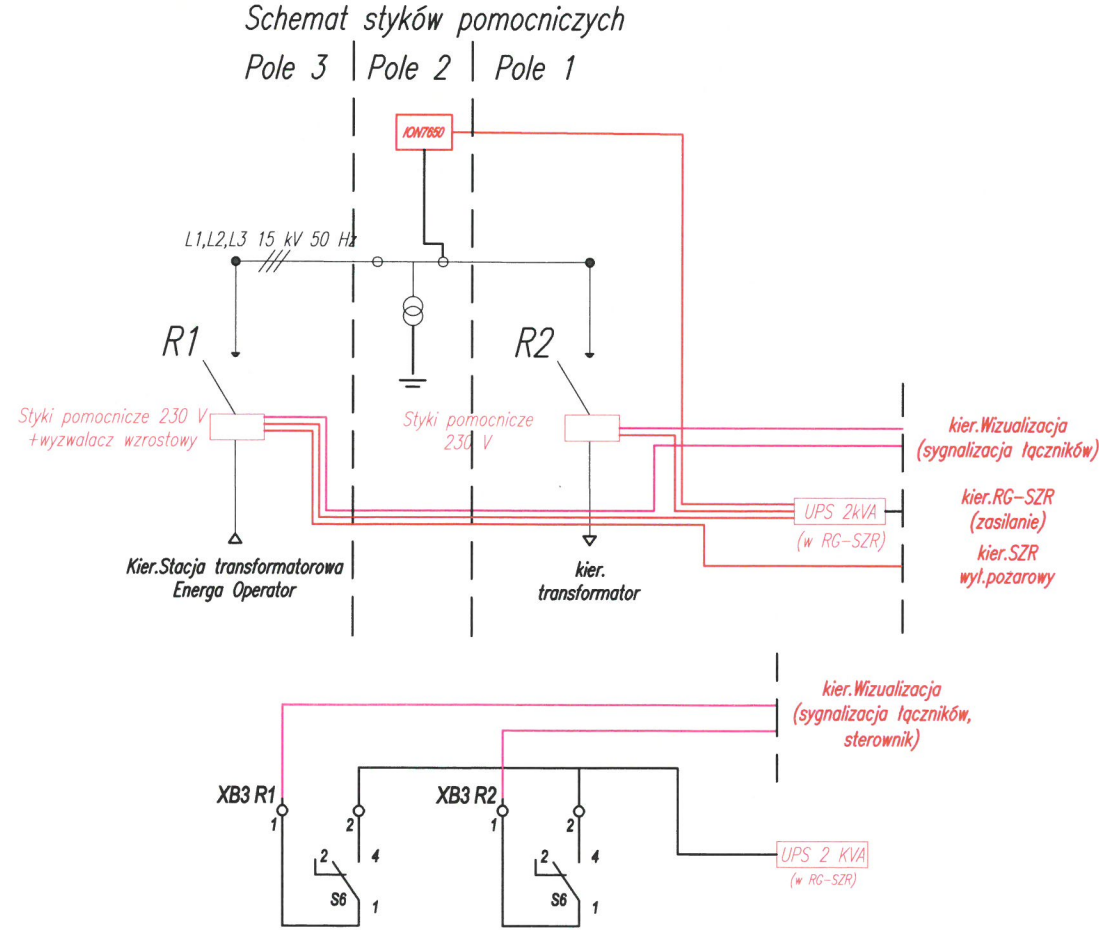 Schemat styków pomocniczych
Pole 3
Pole 2
Pole 1
ION7650
L1,L2,L3 15 kV 50 Hz
R1
R2
Styki pomocnicze 230 V
+wyzwalacz wzrostowy
Styki pomocnicze
230 V
kier.Wizualizacja
(sygnalizacja łączników)
UPS 2kVA
(w RG-SZR)
kier.RG-SZR
(zasilanie)
kier.SZR
wył.pożarowy
Kier.Stacja transformatorowa
Energa Operator
kier.
transformator
kier.Wizualizacja
(sygnalizacja łączników,
sterownik)
XB3 R1
1
2
2
4
S6
1
XB3 R2
1
2
2
4
S6
1
UPS 2 KVA
(w RG-SZR)